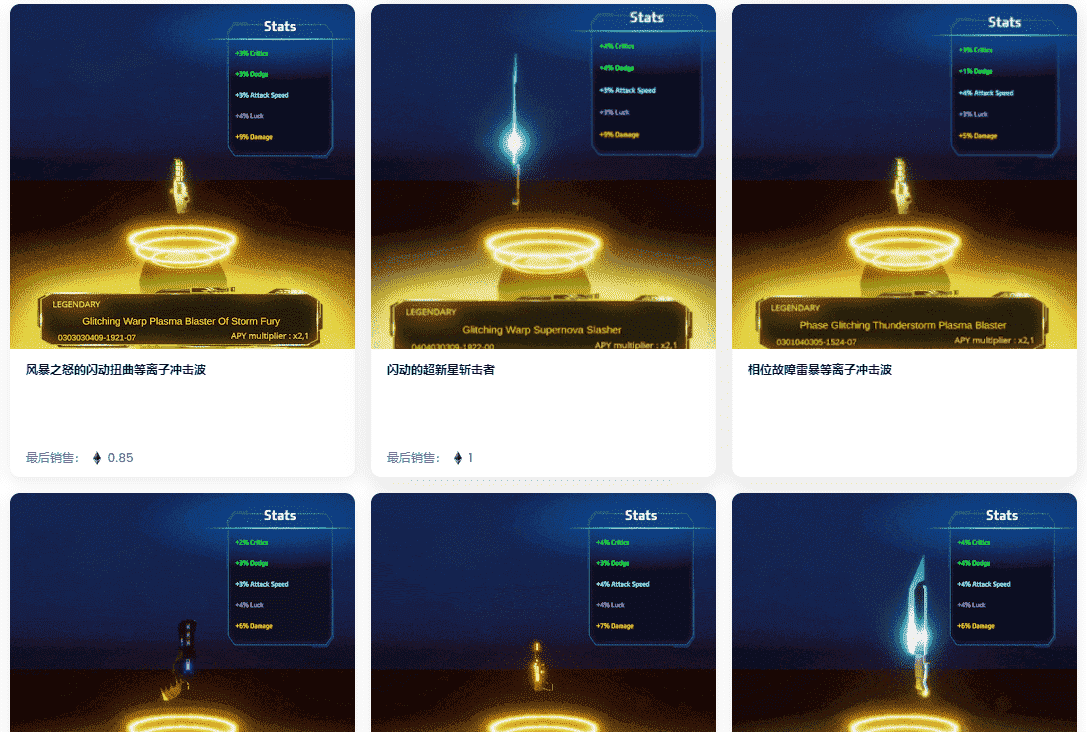 Stats
+3% Critics
+3% Dodge
+3% Attack Speed
+4% Luck
+9% Damage
LEGENDARY
Glitching Warp Plasma Blaster Of Storm Fury
0303030409-1921-07
APY multiplier : x2,1
风暴之怒的闪动扭曲等离子冲击波
最后销售： 0.85
Stats
+4% Critics
+4% Dodge
+3% Attack Speed
+3% Luck
+9% Damage
LEGENDARY
Glitching Warp Supernova Slasher
0404030309-1922-00
APY multiplier : x2,1
闪动的超新星斩击者
最后销售： 1
Stats
+3% Critics
+1% Dodge
+4% Attack Speed
+3% Luck
+5% Damage
LEGENDARY
Phase Glitching Thunderstorm Plasma Blaster
0301040305-1524-07
APY multiplier : x2,1
相位故障雷暴等离子冲击波
Stats
+2% Critics
+3% Dodge
+3% Attack Speed
+4% Luck
+6% Damage
Stats
+4% Critics
+3% Dodge
+4% Attack Speed
+4% Luck
+7% Damage
Stats
+4% Critics
+4% Dodge
+4% Attack Speed
+4% Luck
+6% Damage